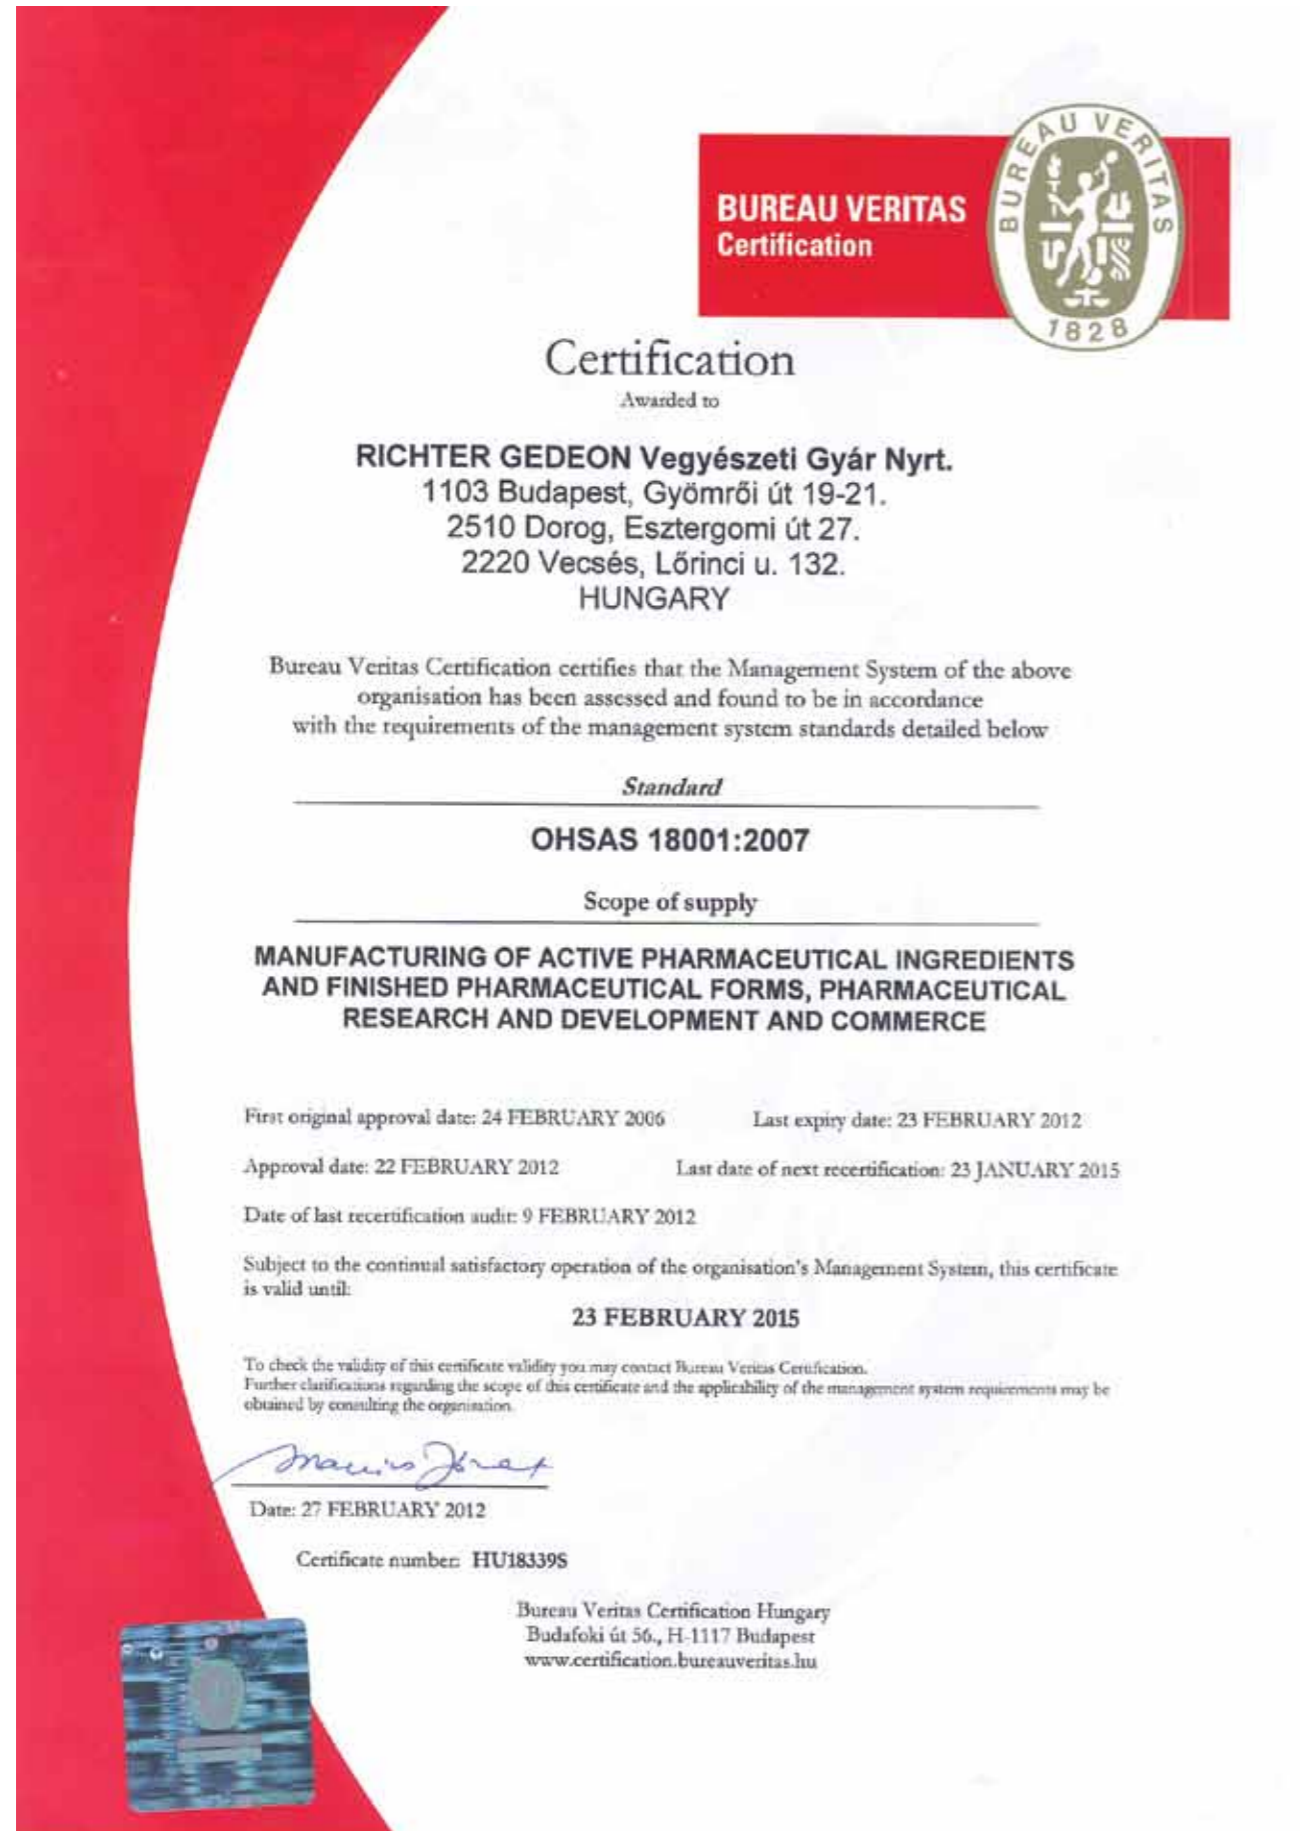 BUREAU VERITAS
Certification
BUREAU VERITAS
1828
Certification
Awarded to
RICHTER GEDEON Vegyészeti Gyár Nyrt.
1103 Budapest, Gyömrői út 19-21.
2510 Dorog, Esztergomi út 27.
2220 Vecsés, Lőrinci u. 132.
HUNGARY
Bureau Veritas Certification certifies that the Management System of the above
organisation has been assessed and found to be in accordance
with the requirements of the management system standards detailed below
Standard
OHSAS 18001:2007
Scope of supply
MANUFACTURING OF ACTIVE PHARMACEUTICAL INGREDIENTS
AND FINISHED PHARMACEUTICAL FORMS, PHARMACEUTICAL
RESEARCH AND DEVELOPMENT AND COMMERCE
First original approval date: 24 FEBRUARY 2006 Last expiry date: 23 FEBRUARY 2012
Approval date: 22 FEBRUARY 2012 Last date of next recertification: 23 JANUARY 2015
Date of last recertification audit: 9 FEBRUARY 2012
Subject to the continual satisfactory operation of the organisation's Management System, this certificate
is valid until:
23 FEBRUARY 2015
To check the validity of this certificate validity you may contact Bureau Veritas Certification.
Further clarifications regarding the scope of this certificate and the applicability of the management system requirements may be
obtained by consulting the organisation.
Date: 27 FEBRUARY 2012
Certificate number: HU18339S
Bureau Veritas Certification Hungary
Budafoki út 56., H-1117 Budapest
www.certification.bureauveritas.hu